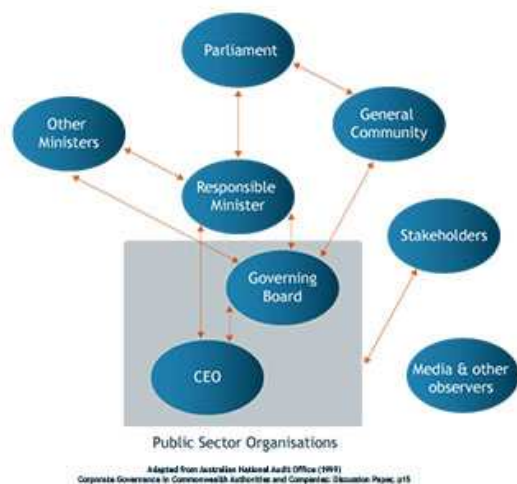 Parliament
General
Community
Other
Ministers
Responsible
Minister
Stakeholders
Governing
Board
CEO
Media & other
observers
Public Sector Organisations
Adapted from Australian National Audit Office (1999)
Corporate Governance in Commonwealth Authorities and Companies: Discussion Paper, p15